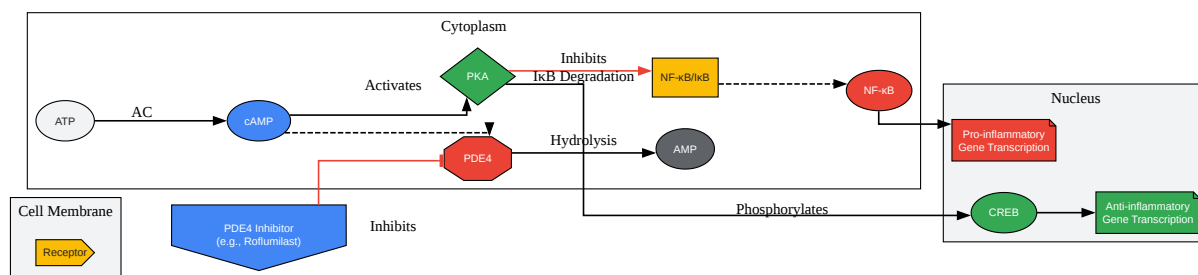 Cytoplasm
Inhibits
PKA
IκB Degradation
NF-κB/IκB
Activates
NF-κB
Nucleus
ATP
AC
cAMP
Pro-inflammatory
Gene Transcription
Hydrolysis
PDE4
AMP
Cell Membrane
Receptor
PDE4 Inhibitor
(e.g., Roflumilast)
Inhibits
Phosphorylates
CREB
Anti-inflammatory
Gene Transcription